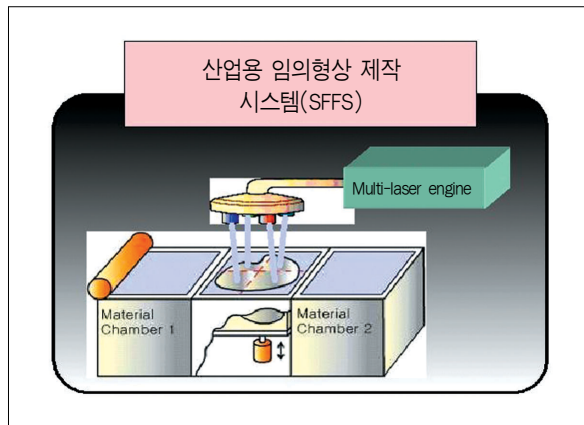 산업용 임의형상 제작
시스템(SFFS)
Multi-laser engine
Material
Chamber 1
Material
Chamber 2